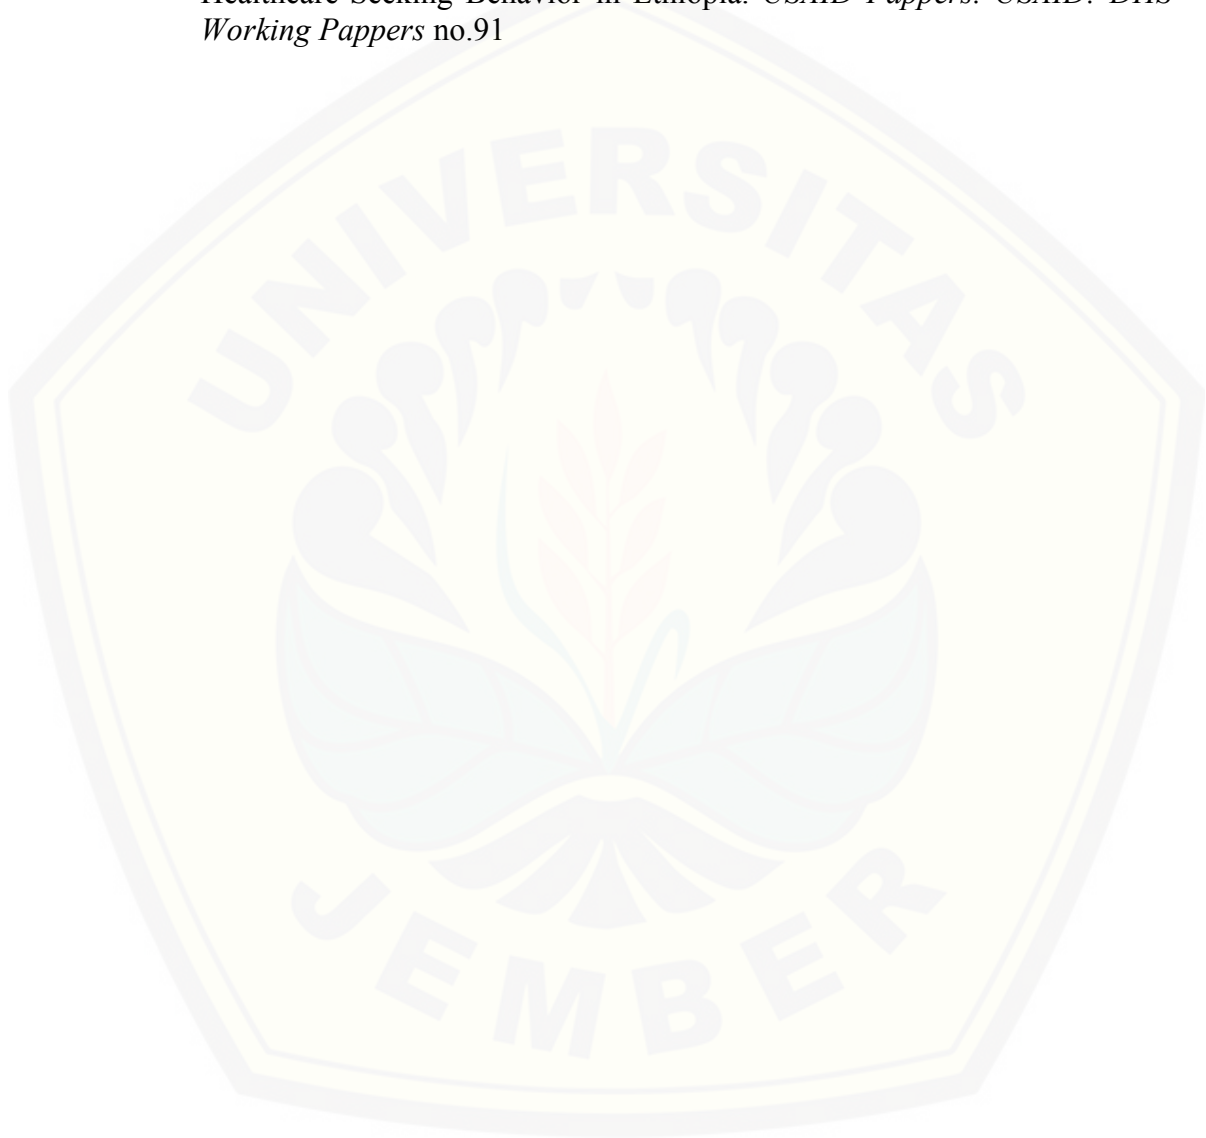 Healthcare Seeking Behavior in Ethiopia. USAID Pappers. USAID: DHS
Working Pappers no.91
UNIVERSITAS
JEMBER